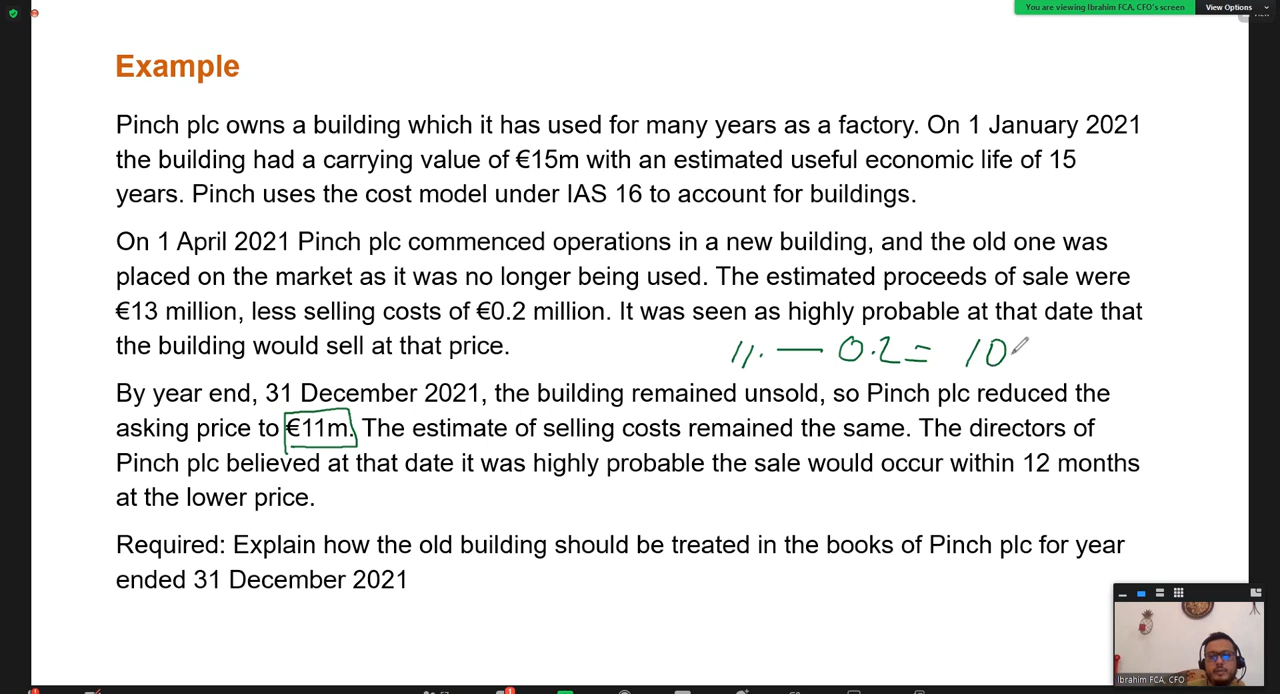 You are viewing Ibrahim FCA, CFO's screen
View Options
Example
Pinch plc owns a building which it has used for many years as a factory. On 1 January 2021
the building had a carrying value of €15m with an estimated useful economic life of 15
years. Pinch uses the cost model under IAS 16 to account for buildings.
On 1 April 2021 Pinch plc commenced operations in a new building, and the old one was
placed on the market as it was no longer being used. The estimated proceeds of sale were
€13 million, less selling costs of €0.2 million. It was seen as highly probable at that date that
the building would sell at that price.
11. — 0.2 = 10
By year end, 31 December 2021, the building remained unsold, so Pinch plc reduced the
asking price to €11m. The estimate of selling costs remained the same. The directors of
Pinch plc believed at that date it was highly probable the sale would occur within 12 months
at the lower price.
Required: Explain how the old building should be treated in the books of Pinch plc for year
ended 31 December 2021
Ibrahim FCA, CFO